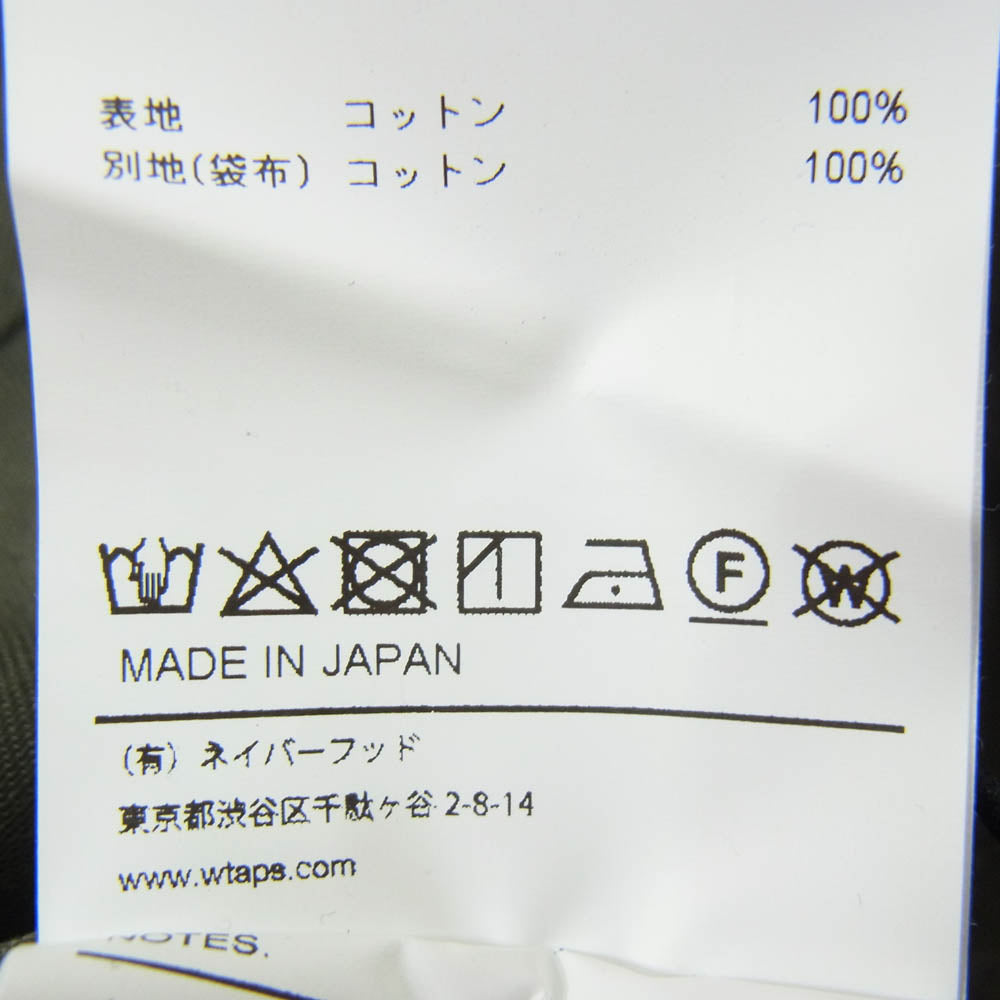 表地 コットン 100%
別地(袋布) コットン 100%
F W
MADE IN JAPAN
(有) ネイバーフッド
東京都渋谷区千駄ヶ谷 2-8-14
www.wtaps.com
NOTES.